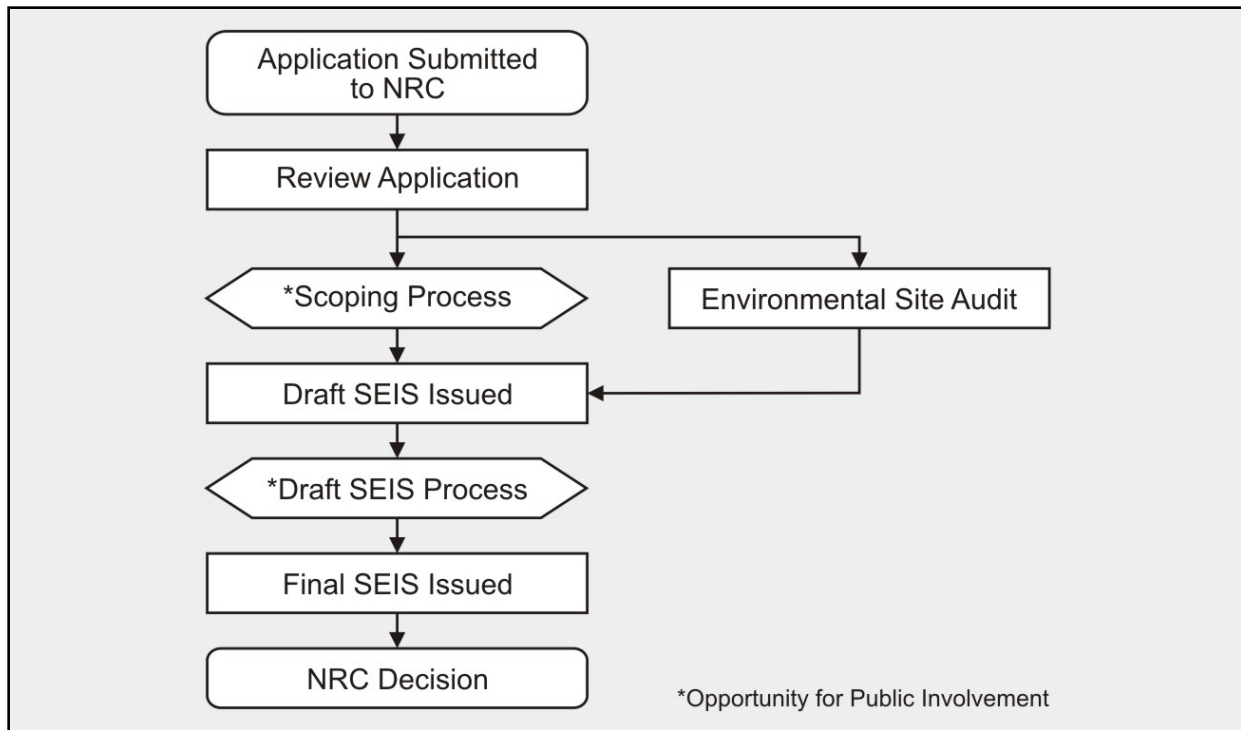 Application Submitted
to NRC
Review Application
*Scoping Process
Environmental Site Audit
Draft SEIS Issued
*Draft SEIS Process
Final SEIS Issued
NRC Decision
*Opportunity for Public Involvement